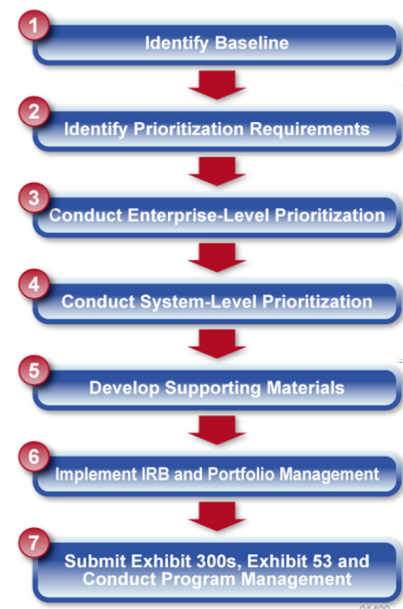 1
Identify Baseline
2
Identify Prioritization Requirements
3
Conduct Enterprise-Level Prioritization
4
Conduct System-Level Prioritization
5
Develop Supporting Materials
6
Implement IRB and Portfolio Management
7
Submit Exhibit 300s, Exhibit 53 and
Conduct Program Management